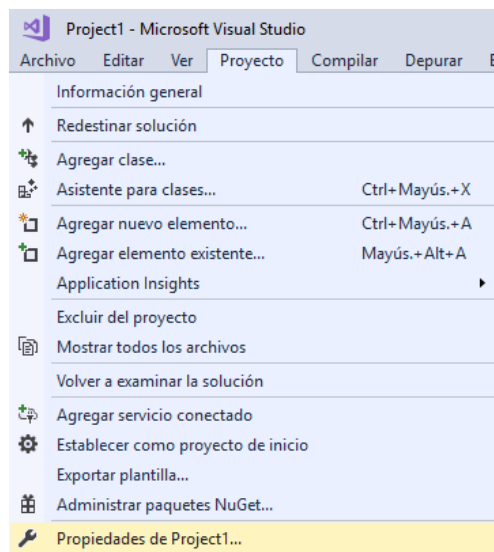 Project1 - Microsoft Visual Studio
Archivo Editar Ver Proyecto Compilar Depurar
Información general
Redestinar solución
Agregar clase...
Asistente para clases... Ctrl+Mayús.+X
Agregar nuevo elemento... Ctrl+Mayús.+A
Agregar elemento existente... Mayús.+Alt+A
Application Insights
Excluir del proyecto
Mostrar todos los archivos
Volver a examinar la solución
Agregar servicio conectado
Establecer como proyecto de inicio
Exportar plantilla...
Administrar paquetes NuGet...
Propiedades de Project1...